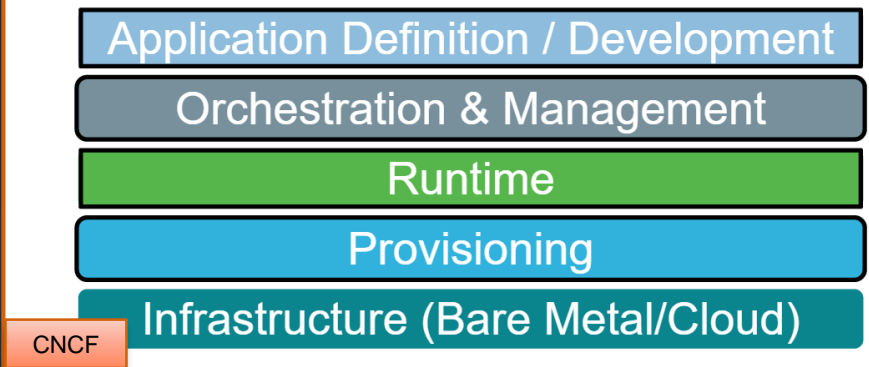 Application Definition / Development
Orchestration & Management
Runtime
Provisioning
Infrastructure (Bare Metal/Cloud)
CNCF